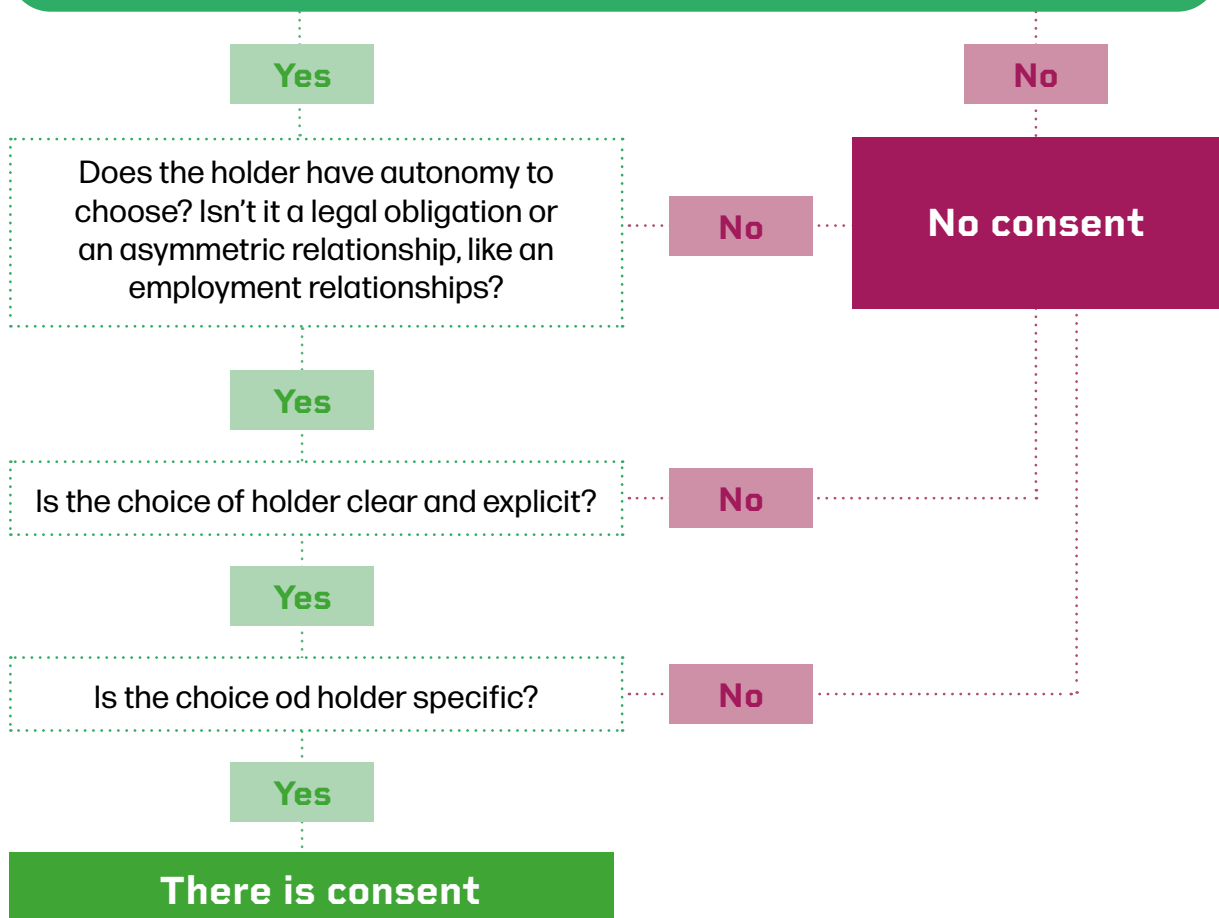 Yes
No
Does the holder have autonomy to
choose? Isn't it a legal obligation or
an asymmetric relationship, like an
employment relationships?
No
No consent
Yes
Is the choice of holder clear and explicit?
No
Yes
Is the choice od holder specific?
No
Yes
There is consent